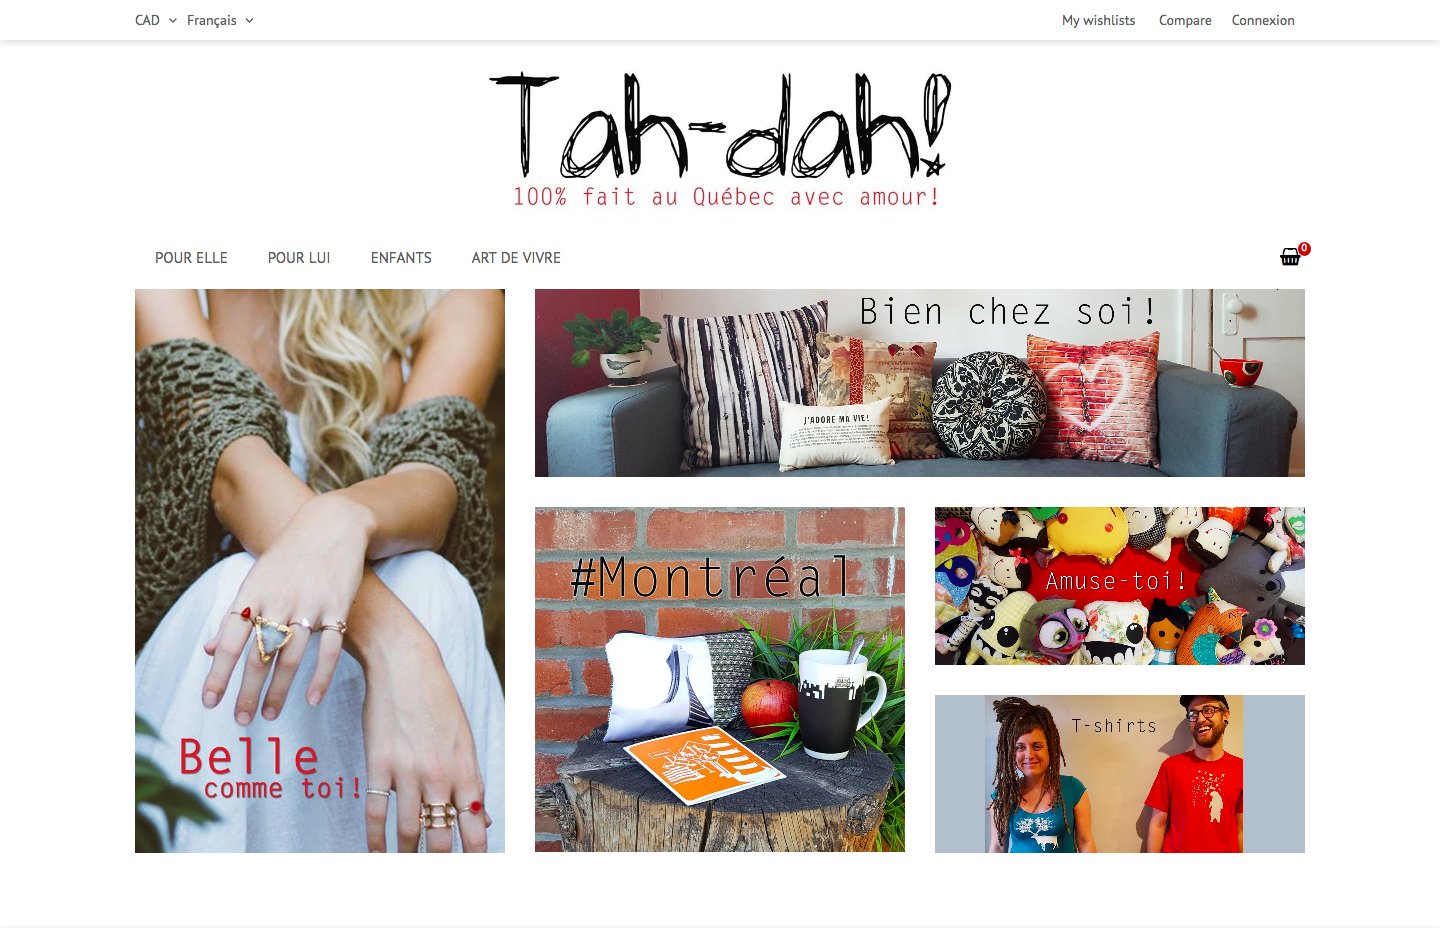 CAD Français My wishlists Compare Connexion
Tah-dah!
100% fait au Québec avec amour!
POUR ELLE POUR LUI ENFANTS ART DE VIVRE 0
Bien chez soi!
J'ADORE MA VIE!
#Montréal
Amuse-toi!
T-shirts
Belle
comme toi!